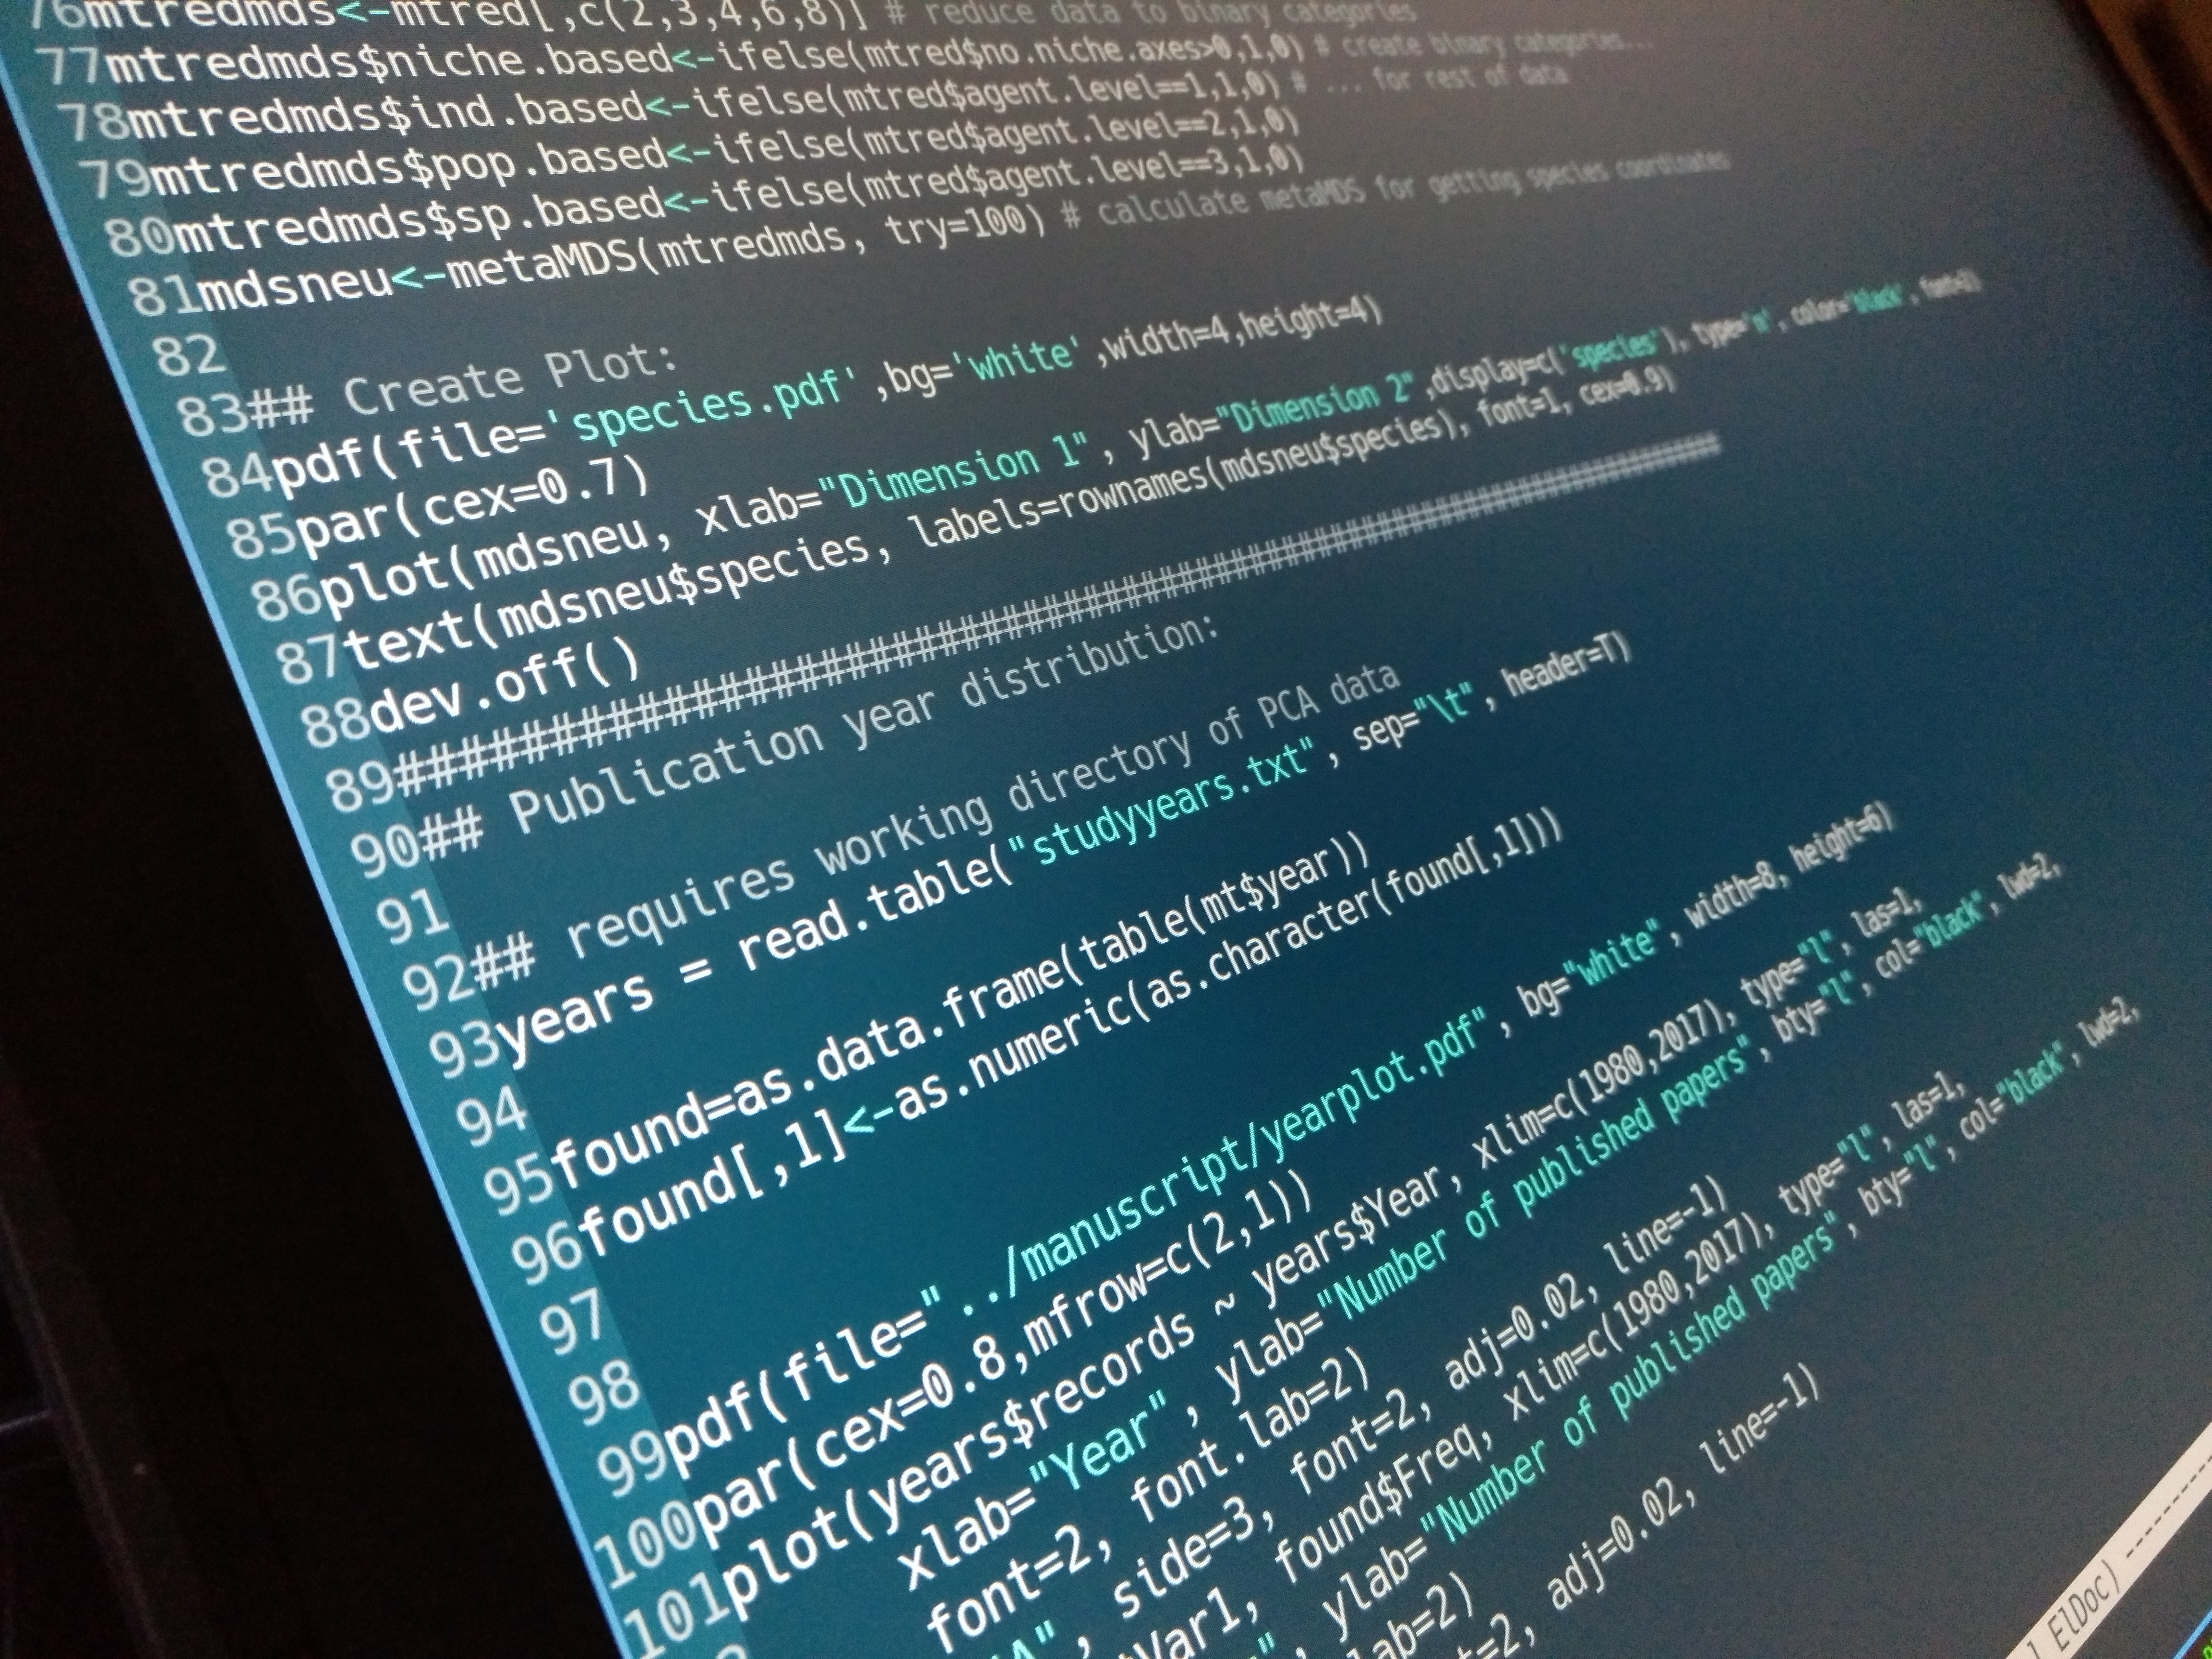 76mtredmds<-mtred[,c(2,3,4,6,8)] # reduce data to binary categories
77mtredmds$niche.based<-ifelse(mtred$no.niche.axes>0,1,0) # create binary categories...
78mtredmds$ind.based<-ifelse(mtred$agent.level==1,1,0) # ... for rest of data
79mtredmds$pop.based<-ifelse(mtred$agent.level==2,1,0)
80mtredmds$sp.based<-ifelse(mtred$agent.level==3,1,0)
81mdsneu<-metaMDS(mtredmds, try=100) # calculate metaMDS for getting species coordinates
82
83## Create Plot:
84pdf(file='species.pdf',bg='white',width=4,height=4)
85par(cex=0.7)
86plot(mdsneu, xlab="Dimension 1", ylab="Dimension 2",display=c('species'), type='n', color='black', font=2)
87text(mdsneu$species, labels=rownames(mdsneu$species), font=1, cex=0.9)
88dev.off()
89############################################################################
90## Publication year distribution:
91
92## requires working directory of PCA data
93years = read.table("studyyears.txt", sep="\t", header=T)
94
95found=as.data.frame(table(mt$year))
96found[,1]<-as.numeric(as.character(found[,1]))
97
98
99pdf(file="../manuscript/yearplot.pdf", bg="white", width=8, height=6)
100par(cex=0.8,mfrow=c(2,1))
101plot(years$records ~ years$Year, xlim=c(1980,2017), type="l", las=1,
xlab="Year", ylab="Number of published papers", bty="l", col="black", lwd=2,
font=2, font.lab=2)
side=3, font=2, adj=0.02, line=-1)
Var1, found$Freq, xlim=c(1980,2017), type="l", las=1,
", ylab="Number of published papers", bty="l", col="black", lwd=2,
lab=2)
=2, adj=0.02, line=-1)
ElDoc) ----------